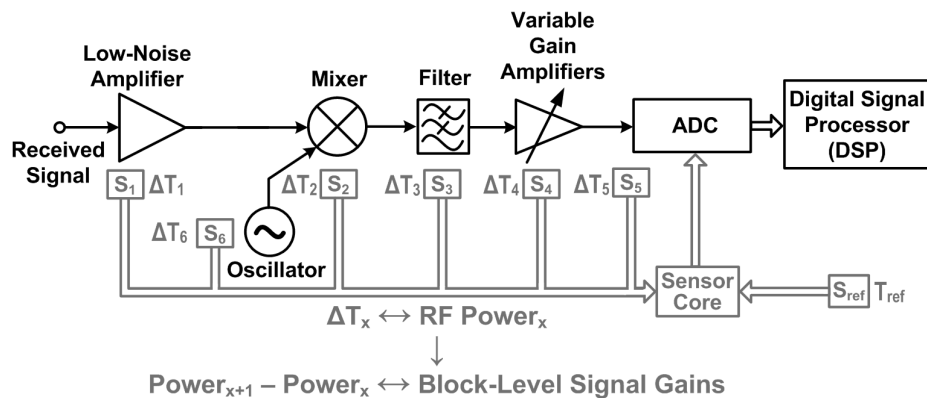 Variable
Gain
Amplifiers
Low-Noise
Amplifier
Mixer
Filter
ADC
Digital Signal
Processor
(DSP)
Received
Signal
S1 ΔT1
ΔT2 S2
ΔT3 S3
ΔT4 S4
ΔT5 S5
ΔT6 S6
Oscillator
Sensor
Core
Sref Tref
ΔTx ↔ RF Powerx
↓
Powerx+1 – Powerx ↔ Block-Level Signal Gains